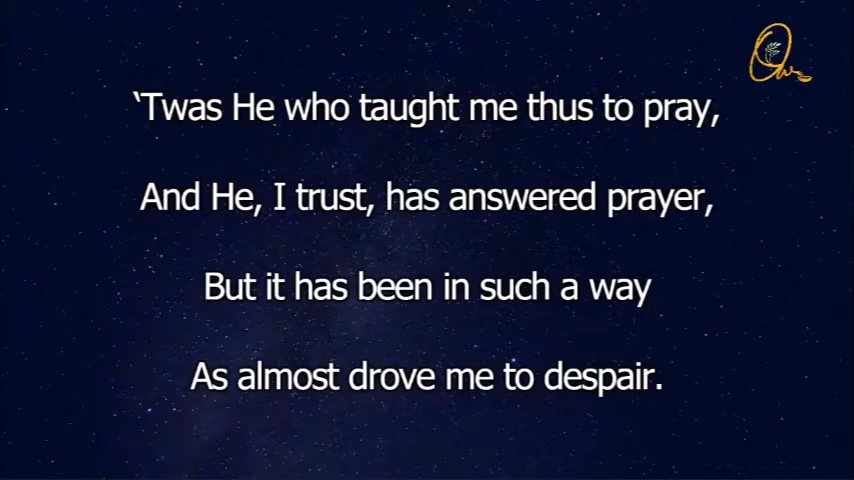 ‘Twas He who taught me thus to pray,
And He, I trust, has answered prayer,
But it has been in such a way
As almost drove me to despair.